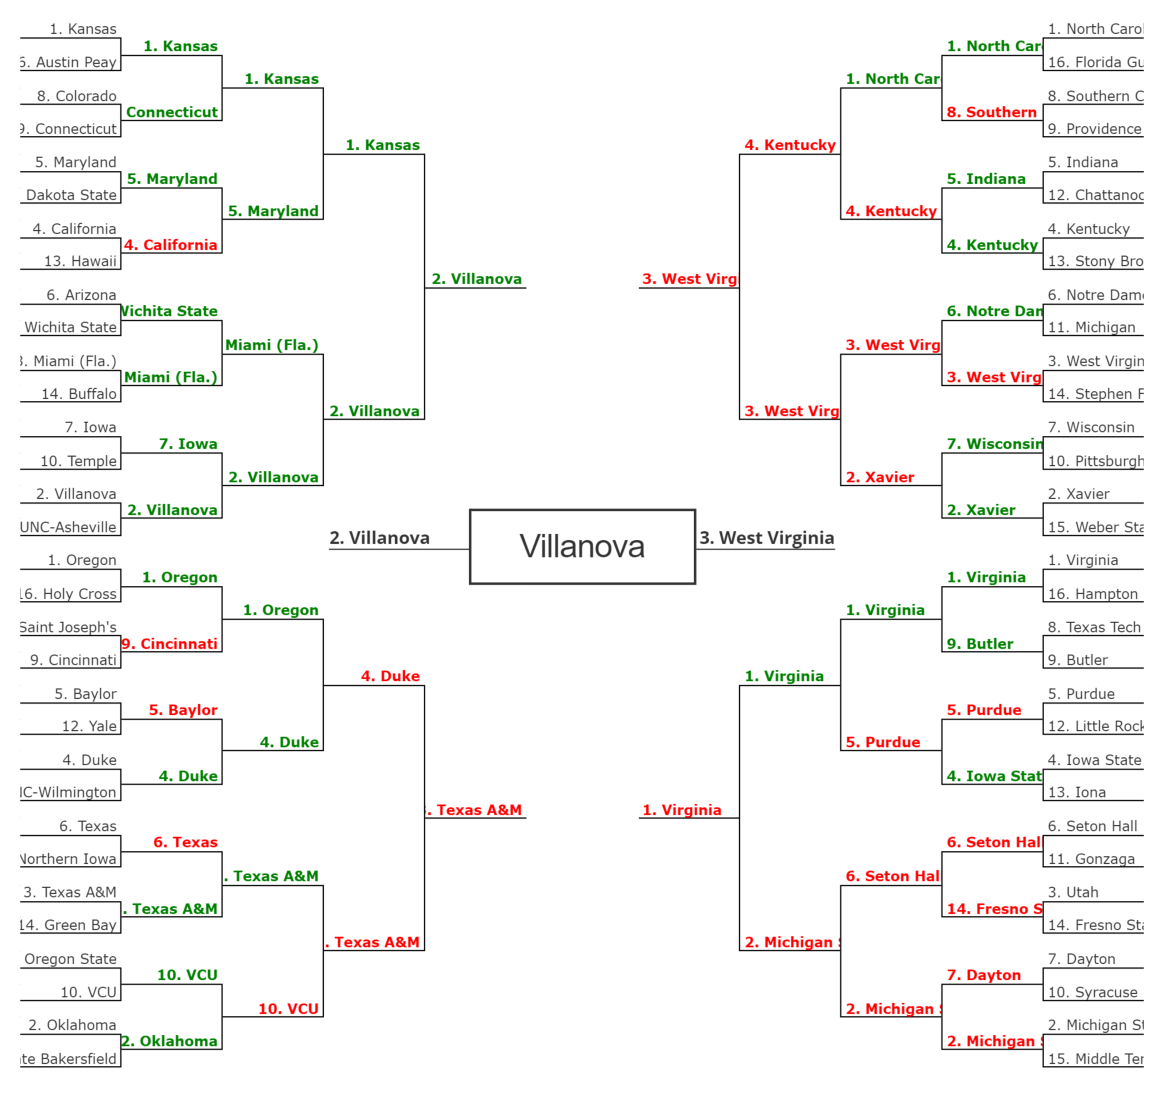 1. Kansas
6. Austin Peay
8. Colorado
9. Connecticut
5. Maryland
Dakota State
4. California
13. Hawaii
6. Arizona
Wichita State
3. Miami (Fla.)
14. Buffalo
7. Iowa
10. Temple
2. Villanova
UNC-Asheville
1. Oregon
16. Holy Cross
Saint Joseph's
9. Cincinnati
5. Baylor
12. Yale
4. Duke
NC-Wilmington
6. Texas
Northern Iowa
3. Texas A&M
14. Green Bay
Oregon State
10. VCU
2. Oklahoma
te Bakersfield
1. Kansas
Connecticut
5. Maryland
4. California
Wichita State
Miami (Fla.)
7. Iowa
2. Villanova
1. Oregon
9. Cincinnati
5. Baylor
4. Duke
6. Texas
. Texas A&M
10. VCU
2. Oklahoma
1. Kansas
5. Maryland
Miami (Fla.)
2. Villanova
1. Oregon
4. Duke
. Texas A&M
10. VCU
1. Kansas
2. Villanova
4. Duke
. Texas A&M
2. Villanova
. Texas A&M
2. Villanova
Villanova
3. West Virginia
3. West Virg
1. Virginia
4. Kentucky
3. West Virg
1. Virginia
2. Michigan S
1. North Car
4. Kentucky
3. West Virg
2. Xavier
1. Virginia
5. Purdue
6. Seton Hal
2. Michigan S
1. North Car
8. Southern
5. Indiana
4. Kentucky
6. Notre Dam
3. West Virg
7. Wisconsin
2. Xavier
1. Virginia
9. Butler
5. Purdue
4. Iowa Stat
6. Seton Hal
14. Fresno S
7. Dayton
2. Michigan S
1. North Carol
16. Florida Gu
8. Southern C
9. Providence
5. Indiana
12. Chattanoo
4. Kentucky
13. Stony Bro
6. Notre Dame
11. Michigan
3. West Virgin
14. Stephen F
7. Wisconsin
10. Pittsburgh
2. Xavier
15. Weber Sta
1. Virginia
16. Hampton
8. Texas Tech
9. Butler
5. Purdue
12. Little Rock
4. Iowa State
13. Iona
6. Seton Hall
11. Gonzaga
3. Utah
14. Fresno Sta
7. Dayton
10. Syracuse
2. Michigan St
15. Middle Ten